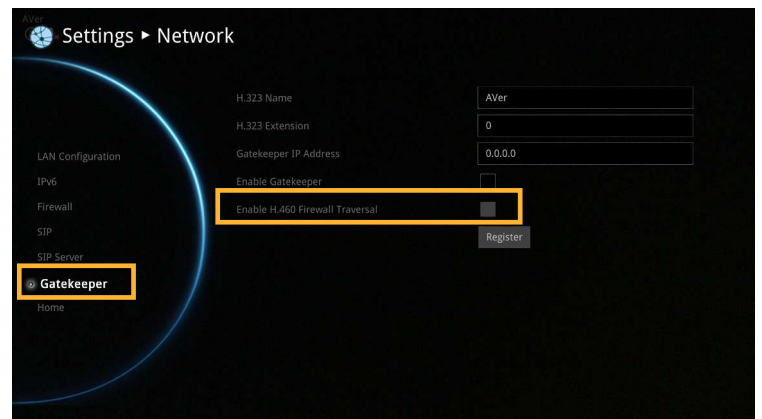 AVer
Settings ► Network
H.323 Name
AVer
H.323 Extension
0
Gatekeeper IP Address
0.0.0.0
Enable Gatekeeper
Enable H.460 Firewall Traversal
Register
LAN Configuration
IPv6
Firewall
SIP
SIP Server
Gatekeeper
Home